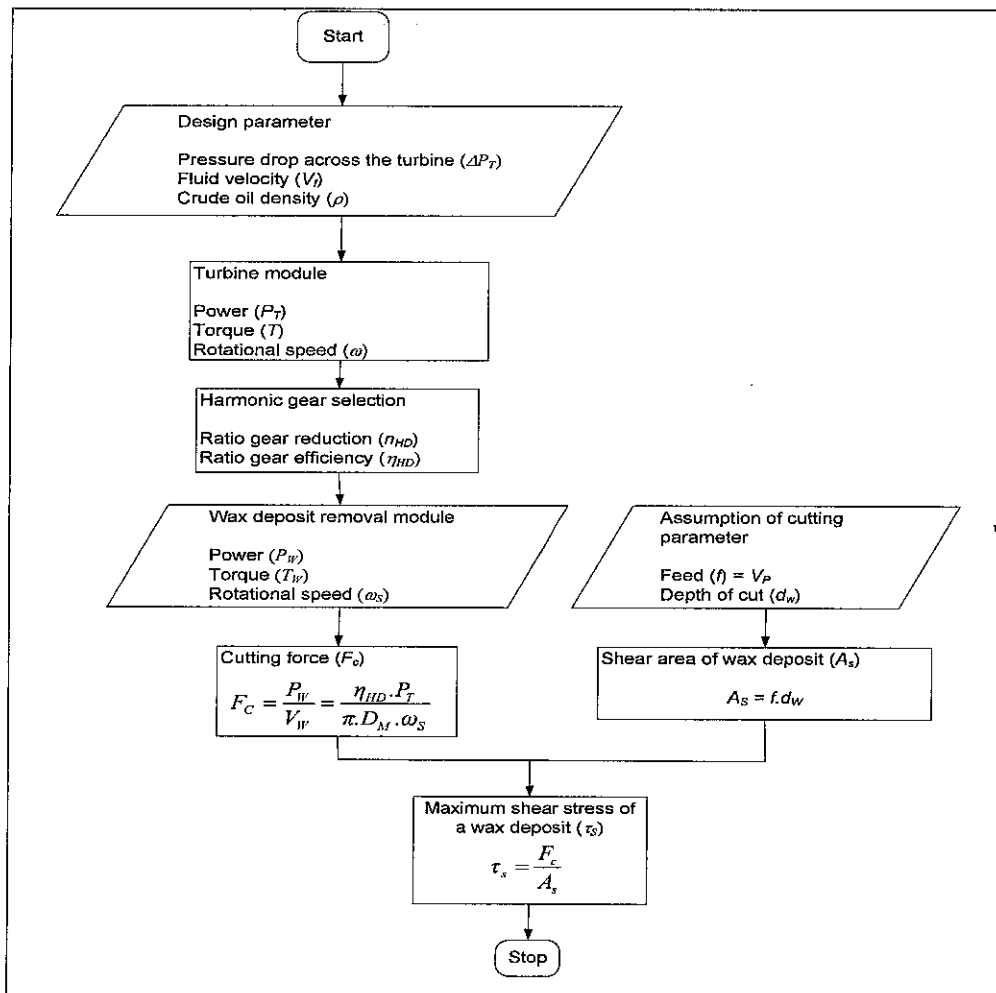 Start
Design parameter
Pressure drop across the turbine (ΔP_T)
Fluid velocity (V_f)
Crude oil density (ρ)
Turbine module
Power (P_T)
Torque (T)
Rotational speed (ω)
Harmonic gear selection
Ratio gear reduction (n_HD)
Ratio gear efficiency (η_HD)
Wax deposit removal module
Power (P_W)
Torque (T_W)
Rotational speed (ω_S)
Assumption of cutting
parameter
Feed (f) = V_P
Depth of cut (d_w)
Cutting force (F_c)
F_C = P_W / V_W = η_HD . P_T / π . D_M . ω_S
Shear area of wax deposit (A_s)
A_S = f.d_W
Maximum shear stress of
a wax deposit (τ_S)
τ_s = F_c / A_s
Stop